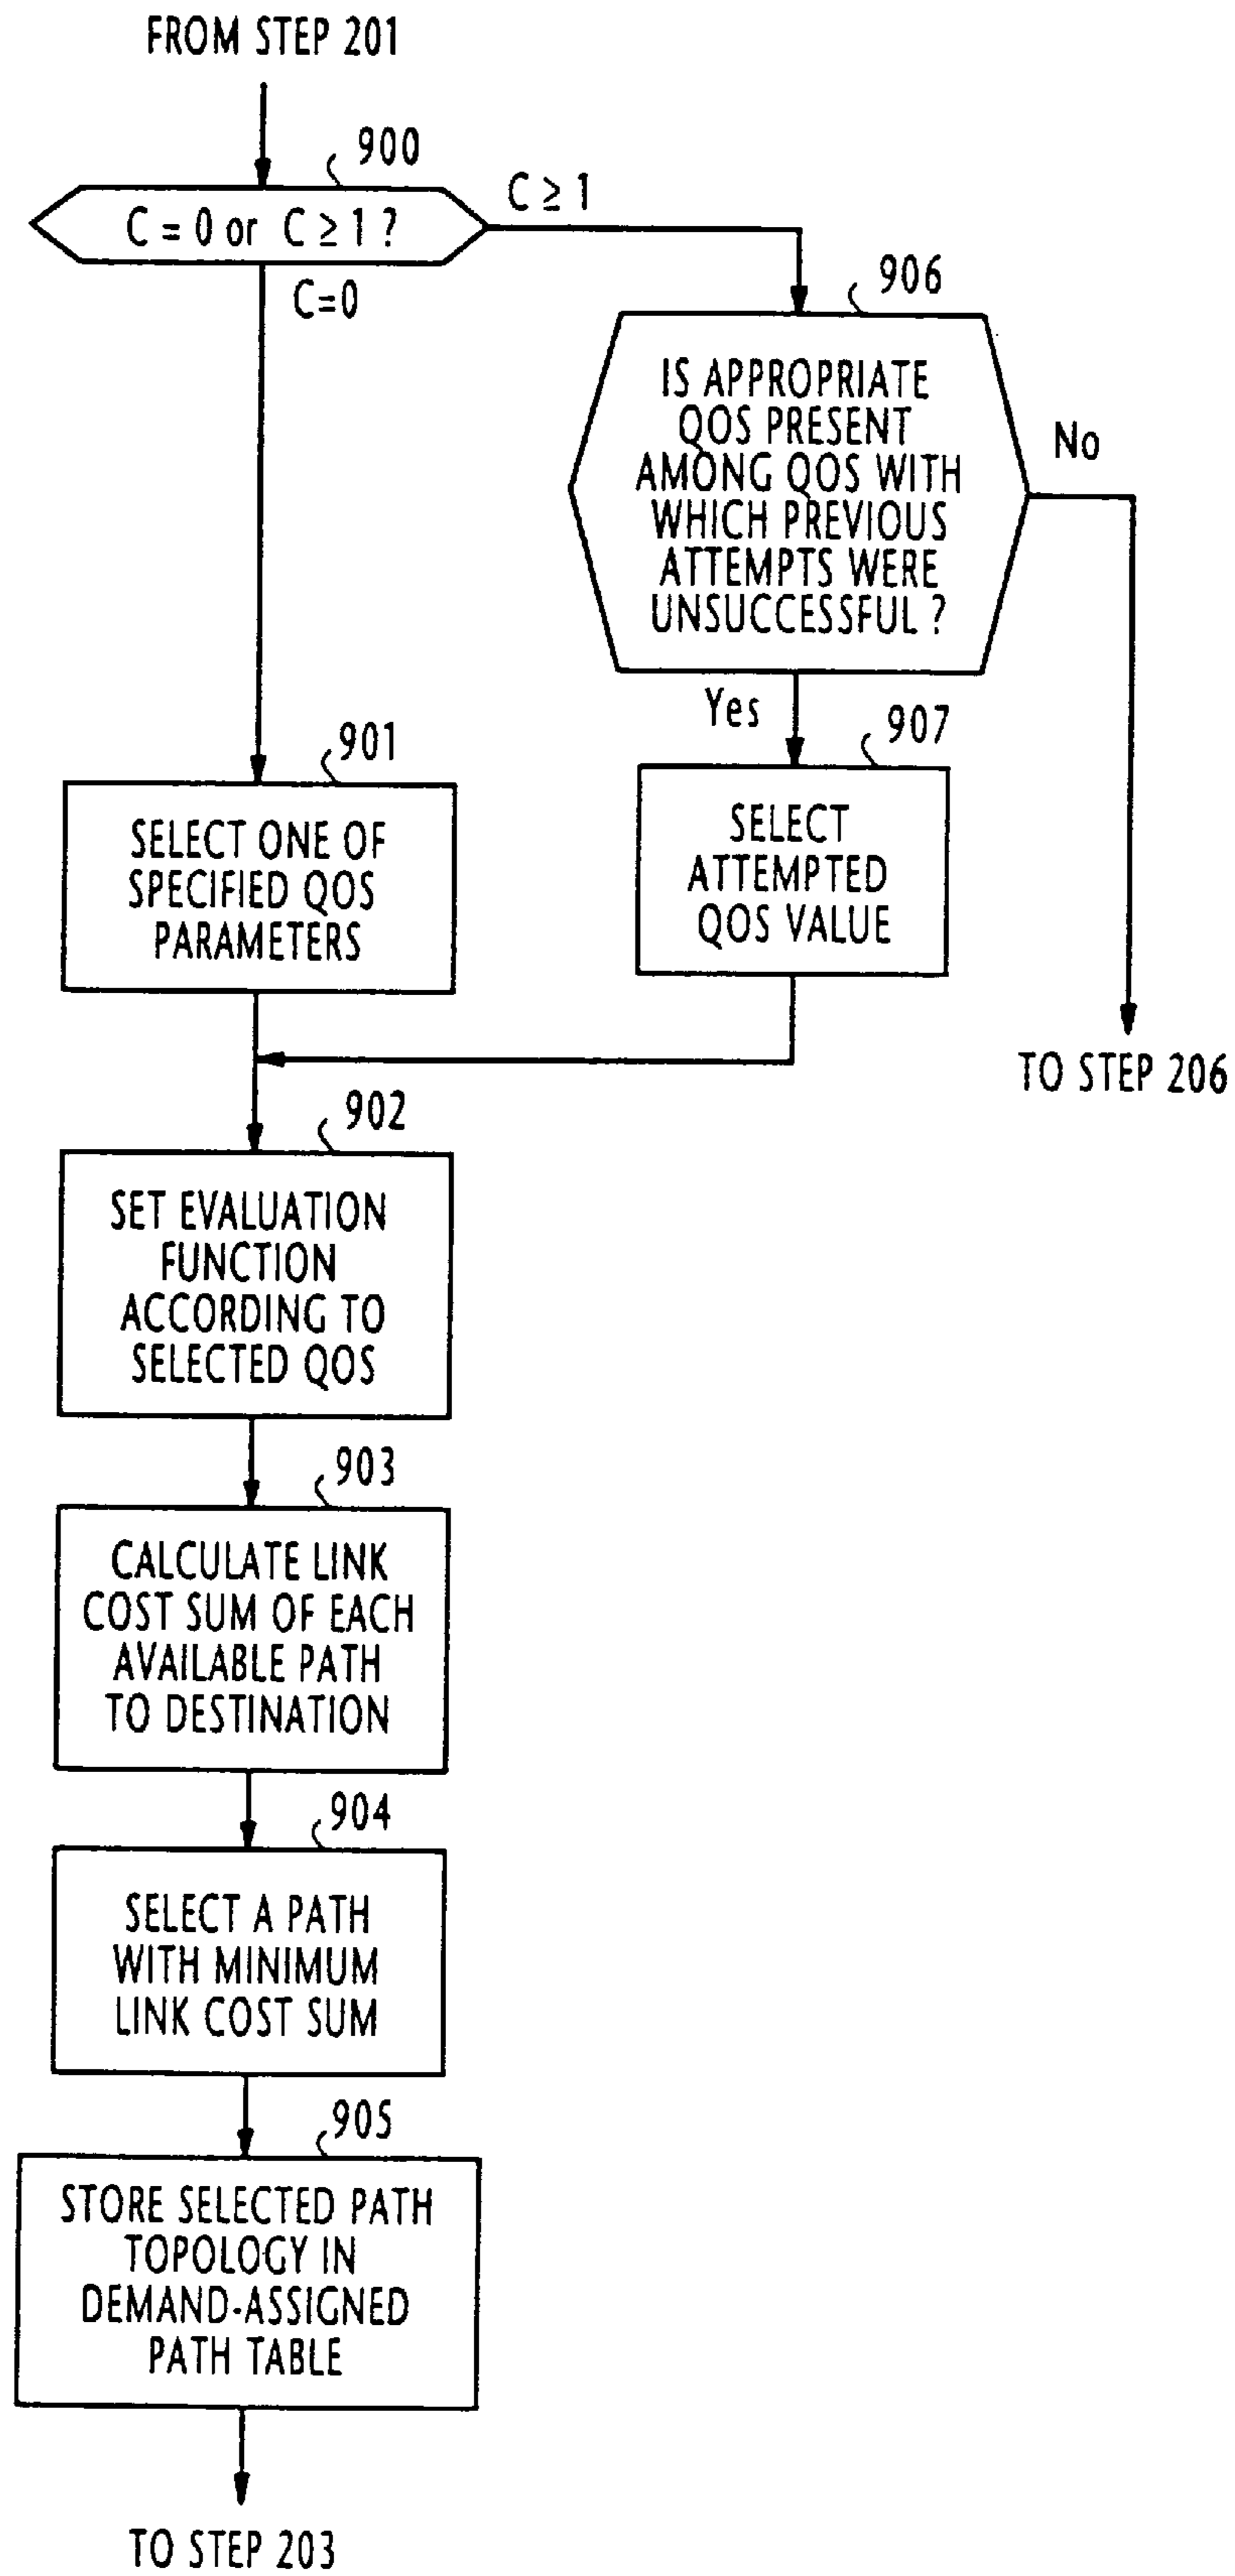 FROM STEP 201
900
C = 0 or C ≥ 1 ?
C ≥ 1
C=0
906
IS APPROPRIATE
QOS PRESENT
AMONG QOS WITH
WHICH PREVIOUS
ATTEMPTS WERE
UNSUCCESSFUL ?
No
Yes
907
SELECT
ATTEMPTED
QOS VALUE
TO STEP 206
901
SELECT ONE OF
SPECIFIED QOS
PARAMETERS
902
SET EVALUATION
FUNCTION
ACCORDING TO
SELECTED QOS
903
CALCULATE LINK
COST SUM OF EACH
AVAILABLE PATH
TO DESTINATION
904
SELECT A PATH
WITH MINIMUM
LINK COST SUM
905
STORE SELECTED PATH
TOPOLOGY IN
DEMAND-ASSIGNED
PATH TABLE
TO STEP 203